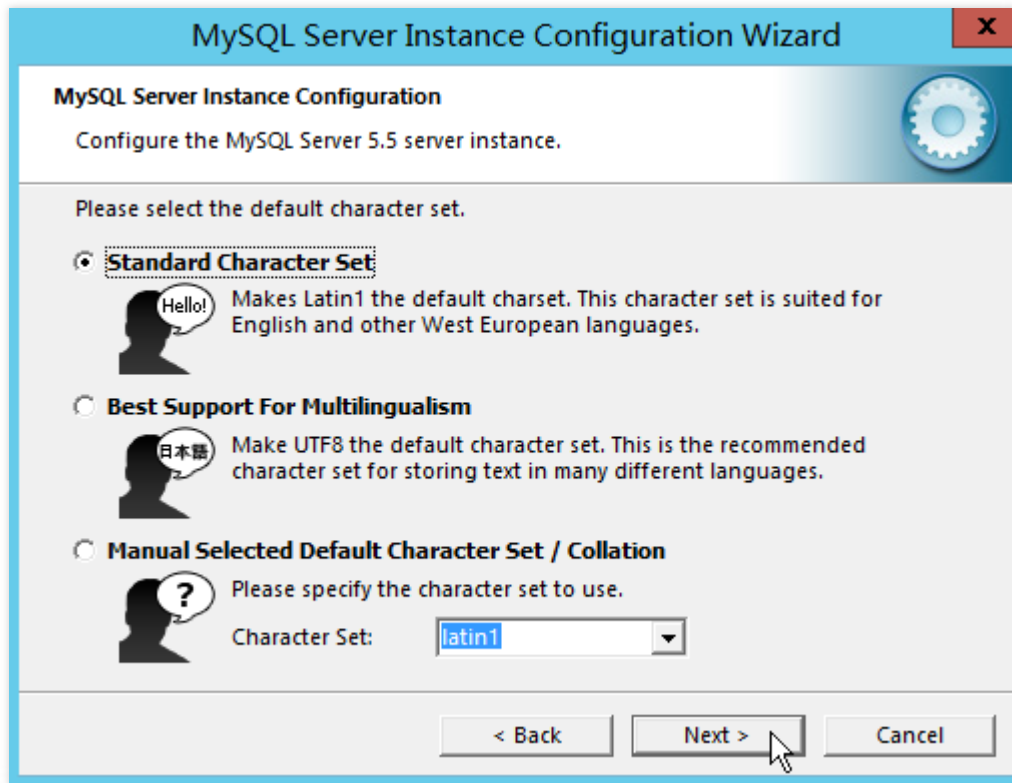 MySQL Server Instance Configuration Wizard
x
MySQL Server Instance Configuration
Configure the MySQL Server 5.5 server instance.
Please select the default character set.
Standard Character Set
Hello!
Makes Latin1 the default charset. This character set is suited for
English and other West European languages.
Best Support For Multilingualism
日本語
Make UTF8 the default character set. This is the recommended
character set for storing text in many different languages.
Manual Selected Default Character Set / Collation
?
Please specify the character set to use.
Character Set: latin1
< Back Next > Cancel